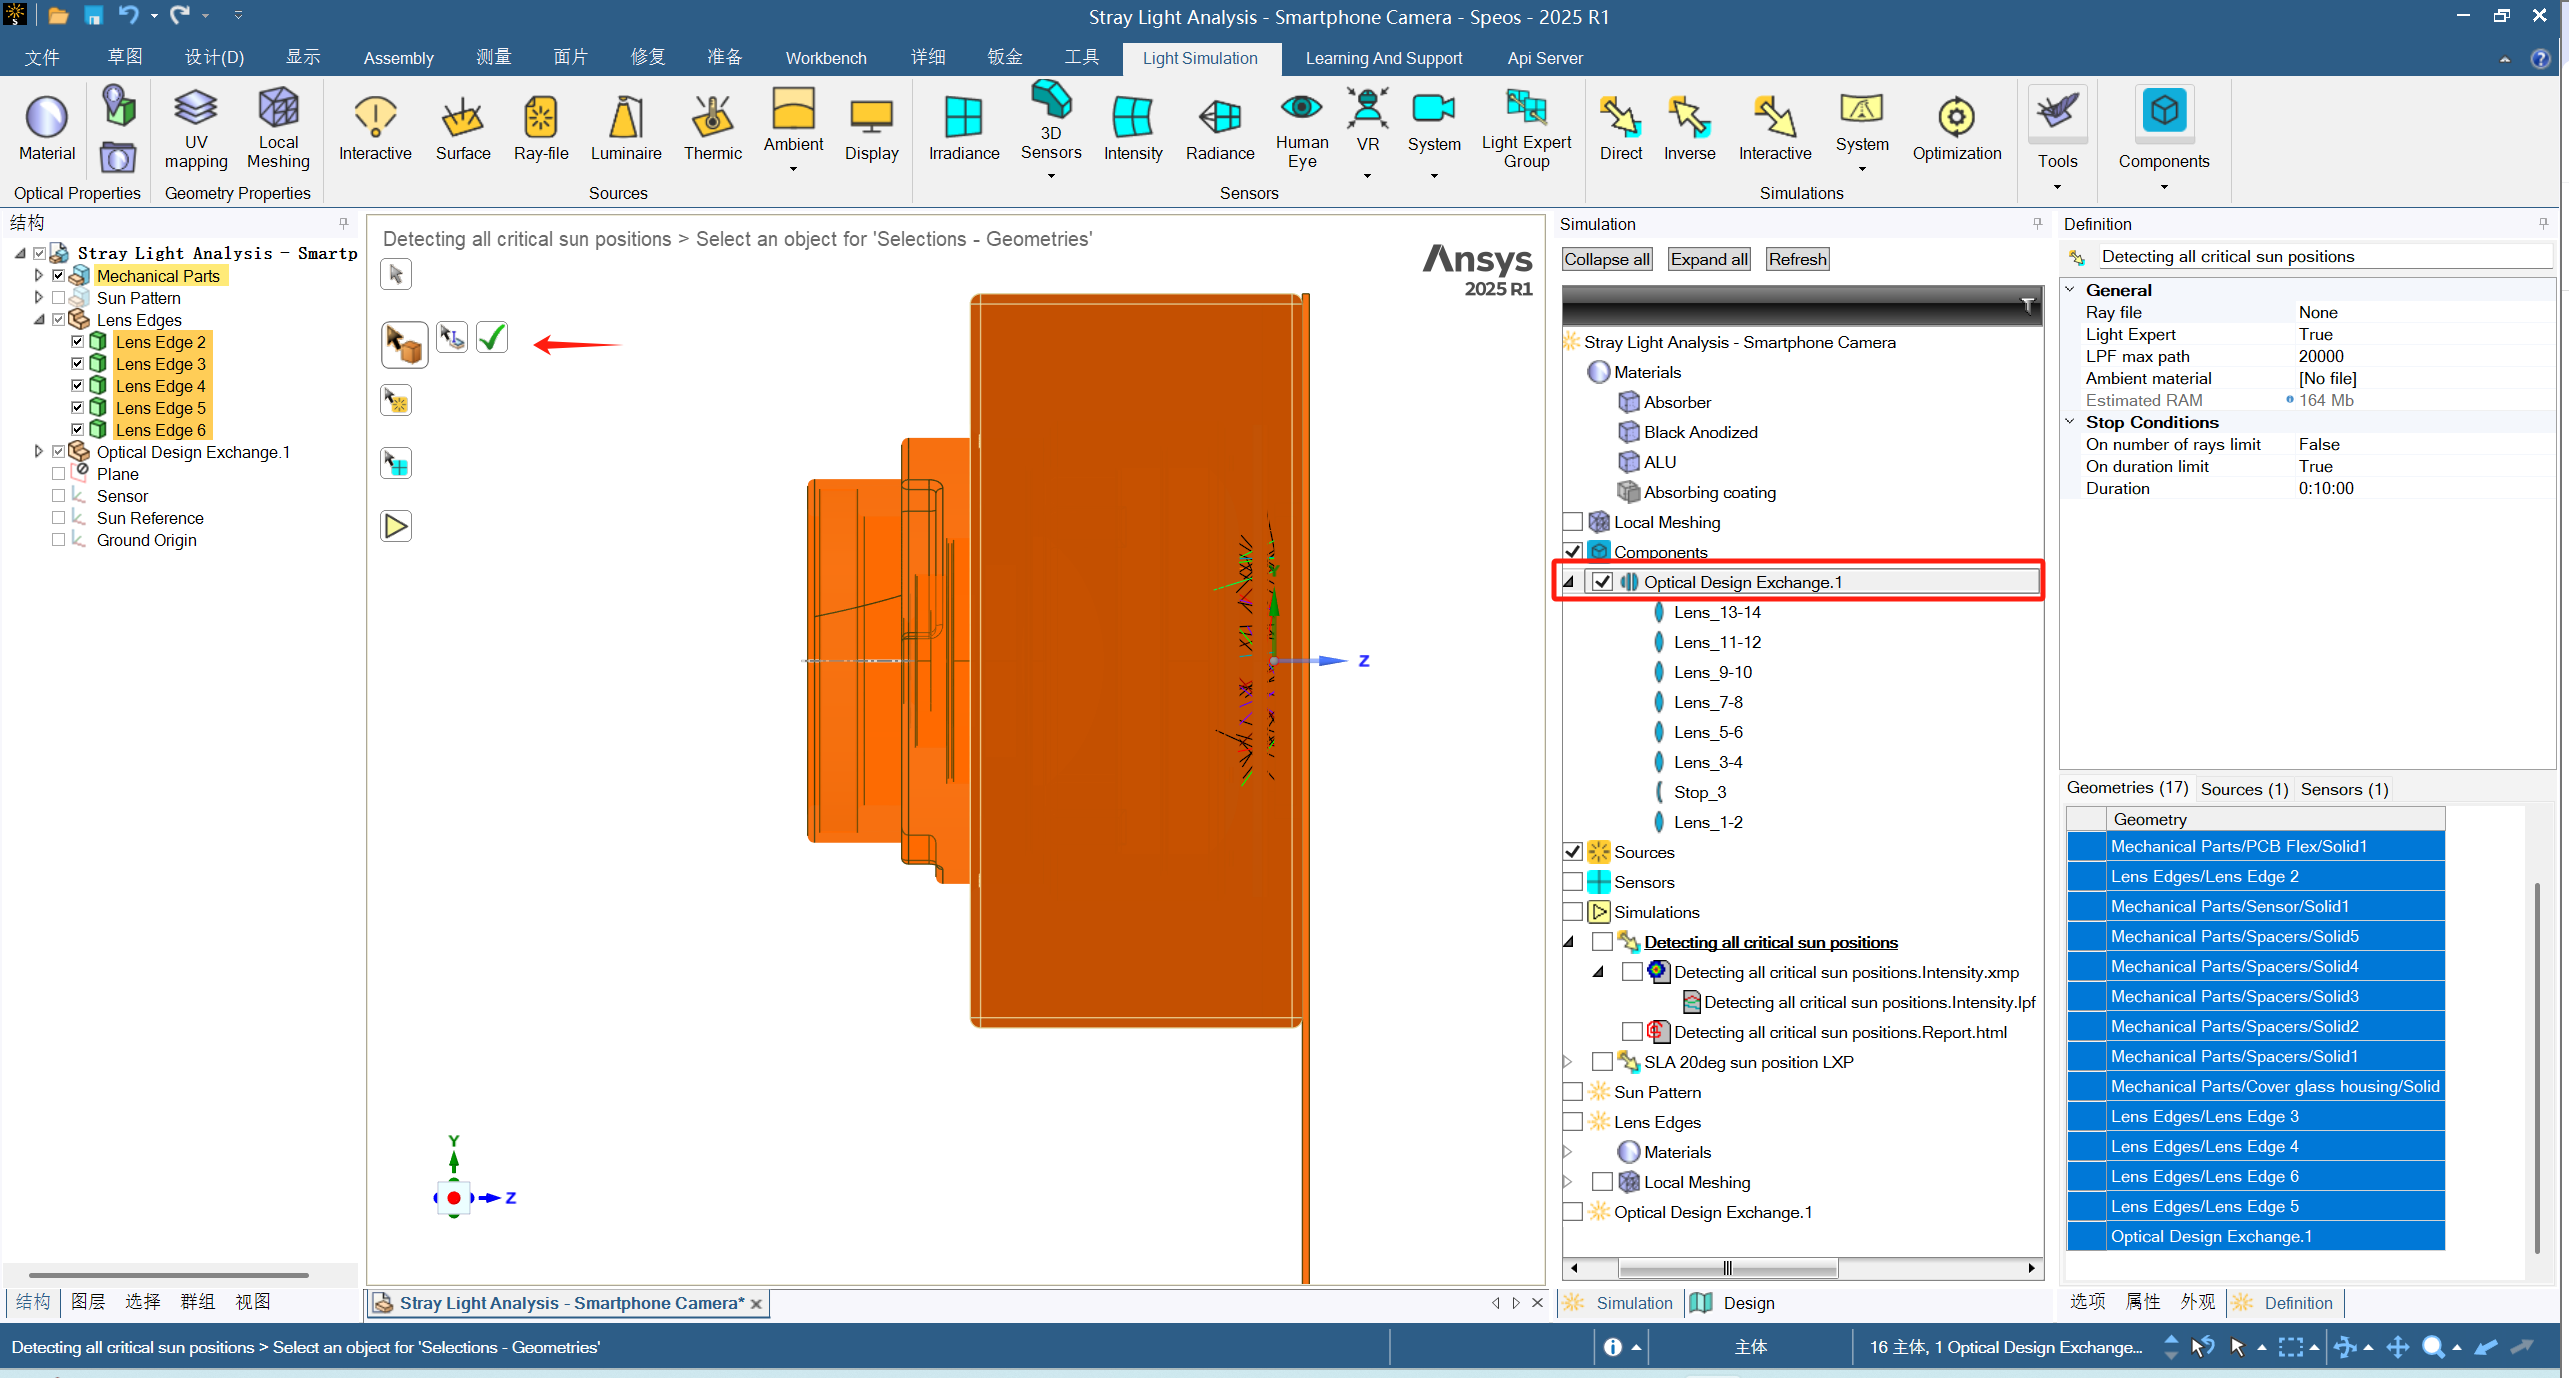 Stray Light Analysis - Smartphone Camera - Speos - 2025 R1
文件 草图 设计(D) 显示 Assembly 测量 面片 修复 准备 Workbench 详细 钣金 工具 Light Simulation Learning And Support Api Server
Material
UV mapping
Local Meshing
Interactive
Surface
Ray-file
Luminaire
Thermic
Ambient
Display
Irradiance
3D Sensors
Intensity
Radiance
Human Eye
VR
System
Light Expert Group
Direct
Inverse
Interactive
System
Optimization
Tools
Components
Optical Properties
Geometry Properties
Sources
Sensors
Simulations
结构
Stray Light Analysis - Smartp
Mechanical Parts
Sun Pattern
Lens Edges
Lens Edge 2
Lens Edge 3
Lens Edge 4
Lens Edge 5
Lens Edge 6
Optical Design Exchange.1
Plane
Sensor
Sun Reference
Ground Origin
结构 图层 选择 群组 视图
Detecting all critical sun positions > Select an object for 'Selections - Geometries'
Ansys
2025 R1
Z
Y
Z
Stray Light Analysis - Smartphone Camera*
Simulation
Collapse all Expand all Refresh
Stray Light Analysis - Smartphone Camera
Materials
Absorber
Black Anodized
ALU
Absorbing coating
Local Meshing
Components
Optical Design Exchange.1
Lens_13-14
Lens_11-12
Lens_9-10
Lens_7-8
Lens_5-6
Lens_3-4
Stop_3
Lens_1-2
Sources
Sensors
Simulations
Detecting all critical sun positions
Detecting all critical sun positions.Intensity.xmp
Detecting all critical sun positions.Intensity.lpf
Detecting all critical sun positions.Report.html
SLA 20deg sun position LXP
Sun Pattern
Lens Edges
Materials
Local Meshing
Optical Design Exchange.1
Simulation Design
Definition
Detecting all critical sun positions
General
Ray file None
Light Expert True
LPF max path 20000
Ambient material [No file]
Estimated RAM 164 Mb
Stop Conditions
On number of rays limit False
On duration limit True
Duration 0:10:00
Geometries (17) Sources (1) Sensors (1)
Geometry
Mechanical Parts/PCB Flex/Solid1
Lens Edges/Lens Edge 2
Mechanical Parts/Sensor/Solid1
Mechanical Parts/Spacers/Solid5
Mechanical Parts/Spacers/Solid4
Mechanical Parts/Spacers/Solid3
Mechanical Parts/Spacers/Solid2
Mechanical Parts/Spacers/Solid1
Mechanical Parts/Cover glass housing/Solid
Lens Edges/Lens Edge 3
Lens Edges/Lens Edge 4
Lens Edges/Lens Edge 6
Lens Edges/Lens Edge 5
Optical Design Exchange.1
选项 属性 外观 Definition
Detecting all critical sun positions > Select an object for 'Selections - Geometries'
主体
16 主体, 1 Optical Design Exchange...